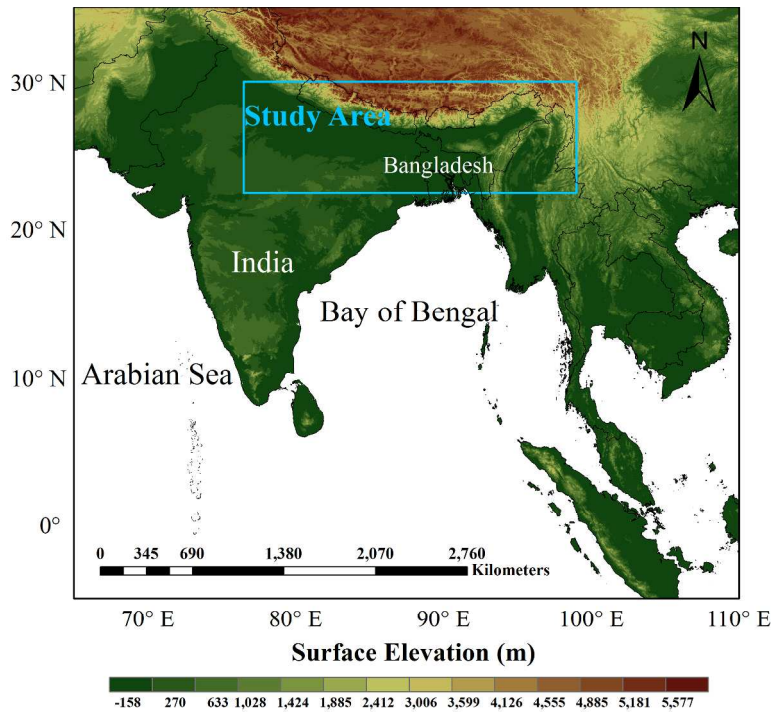 N
30° N
Study Area
Bangladesh
20° N
India
Bay of Bengal
10° N
Arabian Sea
0°
0 345 690 1,380 2,070 2,760
Kilometers
70° E 80° E 90° E 100° E 110° E
Surface Elevation (m)
-158 270 633 1,028 1,424 1,885 2,412 3,006 3,599 4,126 4,555 4,885 5,181 5,577